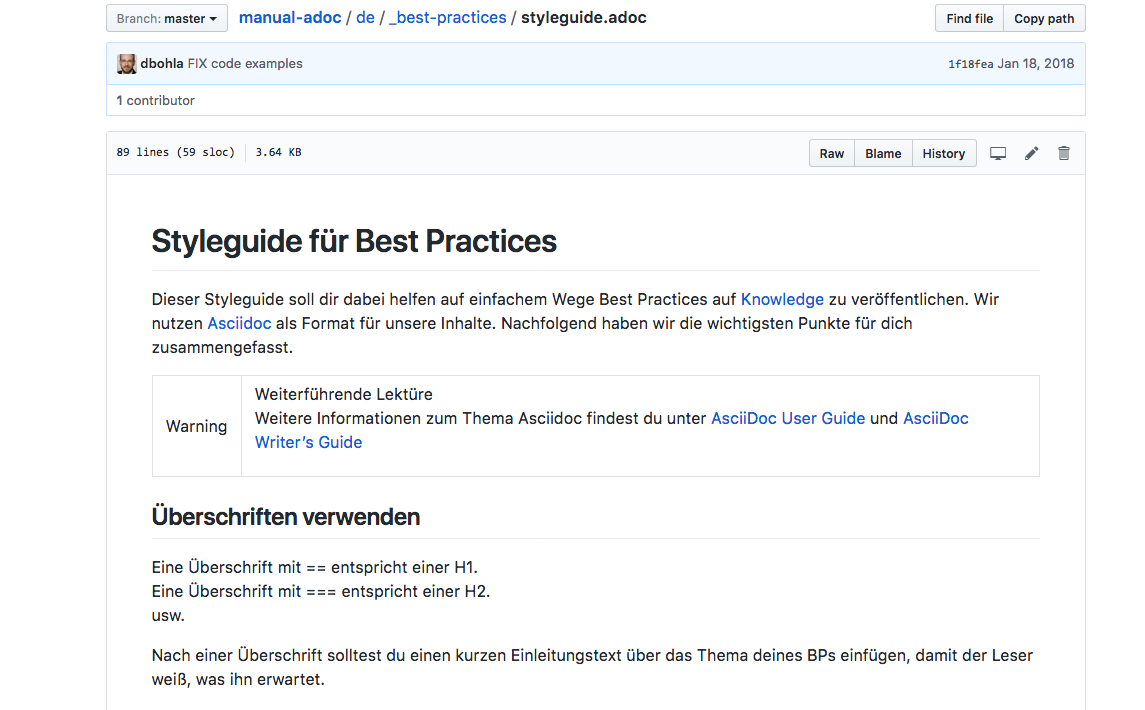 Branch: master
manual-adoc / de / _best-practices / styleguide.adoc
Find file
Copy path
dbohla FIX code examples
1f18fea Jan 18, 2018
1 contributor
89 lines (59 sloc)
3.64 KB
Raw
Blame
History
Styleguide für Best Practices
Dieser Styleguide soll dir dabei helfen auf einfachem Wege Best Practices auf Knowledge zu veröffentlichen. Wir
nutzen Asciidoc als Format für unsere Inhalte. Nachfolgend haben wir die wichtigsten Punkte für dich
zusammengefasst.
Warning
Weiterführende Lektüre
Weitere Informationen zum Thema Asciidoc findest du unter AsciiDoc User Guide und AsciiDoc
Writer’s Guide
Überschriften verwenden
Eine Überschrift mit == entspricht einer H1.
Eine Überschrift mit === entspricht einer H2.
usw.
Nach einer Überschrift solltest du einen kurzen Einleitungstext über das Thema deines BPs einfügen, damit der Leser
weiß, was ihn erwartet.